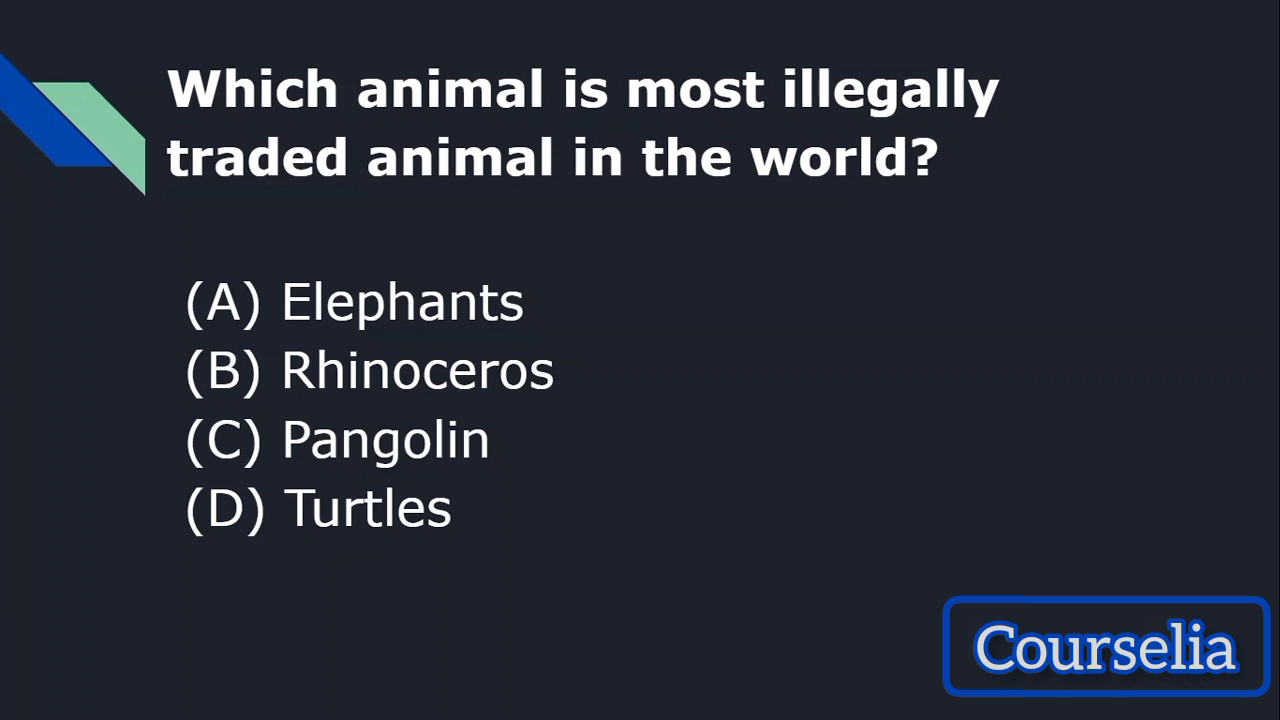 Which animal is most illegally
traded animal in the world?
(A) Elephants
(B) Rhinoceros
(C) Pangolin
(D) Turtles
Courselia